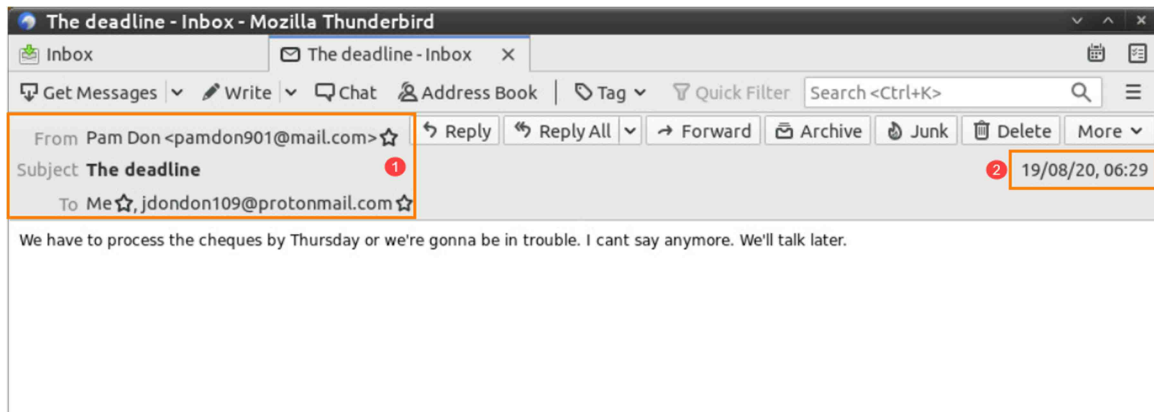 The deadline - Inbox - Mozilla Thunderbird
Inbox The deadline - Inbox
Get Messages Write Chat Address Book Tag Quick Filter Search <Ctrl+K>
From Pam Don <pamdon901@mail.com> Reply Reply All Forward Archive Junk Delete More
Subject The deadline 1 2 19/08/20, 06:29
To Me, jdondon109@protonmail.com
We have to process the cheques by Thursday or we're gonna be in trouble. I cant say anymore. We'll talk later.